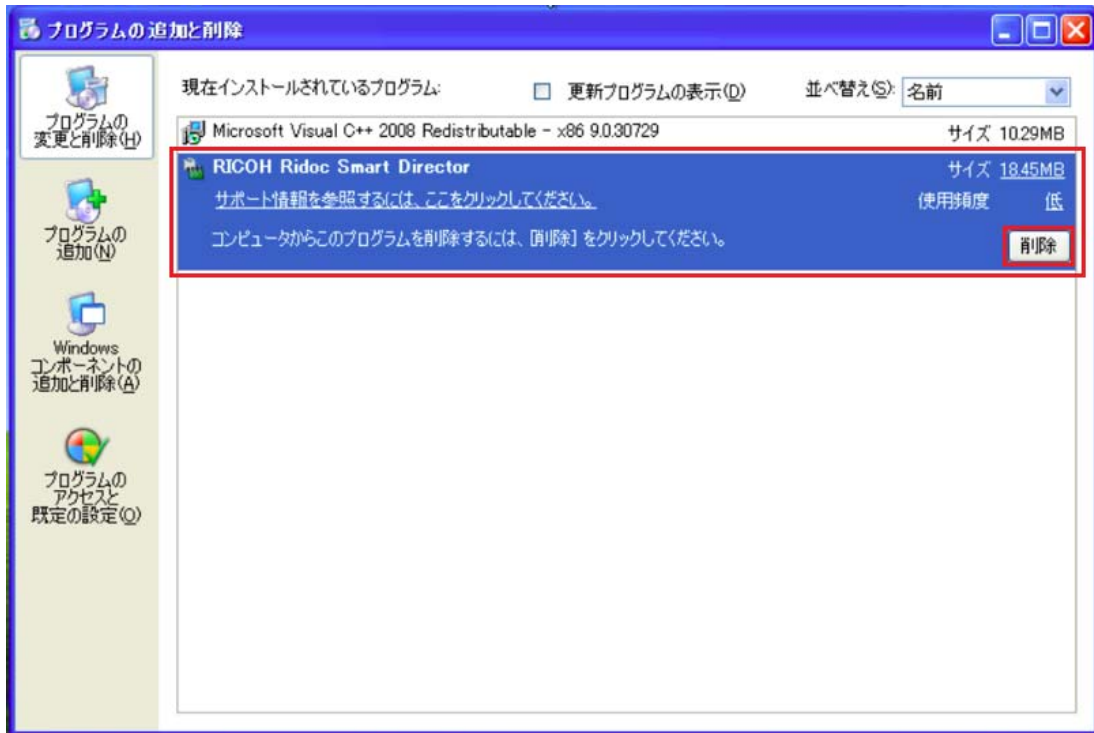 プログラムの追加と削除
プログラムの
変更と削除(H)
プログラムの
追加(N)
Windows
コンポーネントの
追加と削除(A)
プログラムの
アクセスと
既定の設定(O)
現在インストールされているプログラム:
更新プログラムの表示(D)
並べ替え(S): 名前
Microsoft Visual C++ 2008 Redistributable - x86 9.0.30729 サイズ 10.29MB
RICOH Ridoc Smart Director サイズ 18.45MB
サポート情報を参照するには、ここをクリックしてください。 使用頻度 低
コンピュータからこのプログラムを削除するには、[削除] をクリックしてください。 削除